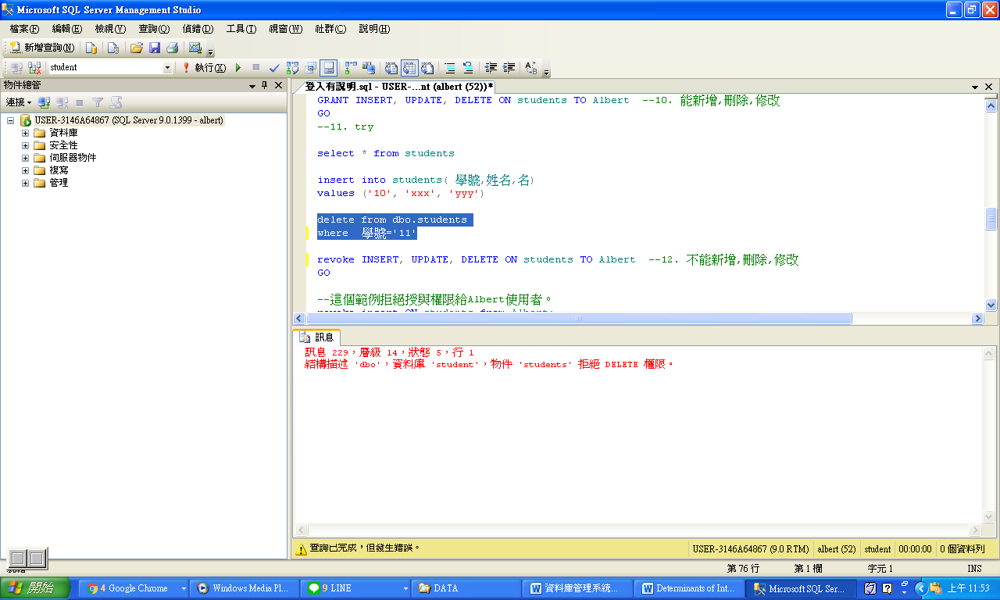 Microsoft SQL Server Management Studio
檔案(F) 編輯(E) 檢視(V) 查詢(Q) 偵錯(D) 工具(T) 視窗(W) 社群(C) 說明(H)
新增查詢(N)
student 執行(X)
物件總管
連接
USER-3146A64867 (SQL Server 9.0.1399 - albert)
資料庫
安全性
伺服器物件
複寫
管理
登入有說明.sql - USER-...nt (albert (52))*
GRANT INSERT, UPDATE, DELETE ON students TO Albert --10. 能新增,刪除,修改
GO
--11. try
select * from students
insert into students( 學號,姓名,名)
values ('10', 'xxx', 'yyy')
delete from dbo.students
where 學號='11'
revoke INSERT, UPDATE, DELETE ON students TO Albert --12. 不能新增,刪除,修改
GO
--這個範例拒絕授與權限給Albert使用者。
revoke insert ON students from Albert;
訊息
訊息 229，層級 14，狀態 5，行 1
結構描述 'dbo'，資料庫 'student'，物件 'students' 拒絕 DELETE 權限。
查詢已完成，但發生錯誤。
USER-3146A64867 (9.0 RTM) albert (52) student 00:00:00 0 個資料列
第 76 行 第 1 欄 字元 1 INS
開始 4 Google Chrome Windows Media Pl... 9 LINE DATA 資料庫管理系統... Determinants of Int... Microsoft SQL Ser... 上午 11:53